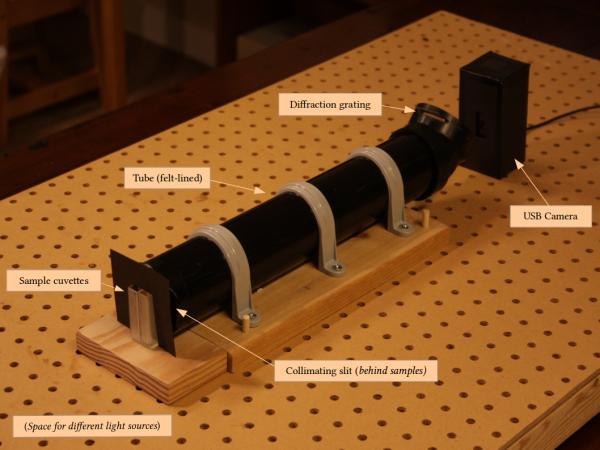 Diffraction grating
Tube (felt-lined)
USB Camera
Sample cuvettes
Collimating slit (behind samples)
(Space for different light sources)